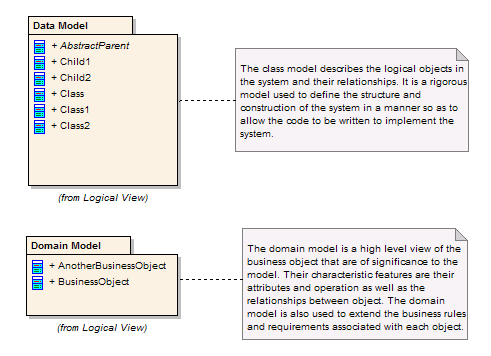 Data Model
+ AbstractParent
+ Child1
+ Child2
+ Class
+ Class1
+ Class2
(from Logical View)
The class model describes the logical objects in
the system and their relationships. It is a rigorous
model used to define the structure and
construction of the system in a manner so as to
allow the code to be written to implement the
system.
Domain Model
+ AnotherBusinessObject
+ BusinessObject
(from Logical View)
The domain model is a high level view of the
business object that are of significance to the
model. Their characteristic features are their
attributes and operation as well as the
relationships between object. The domain
model is also used to extend the business rules
and requirements associated with each object.